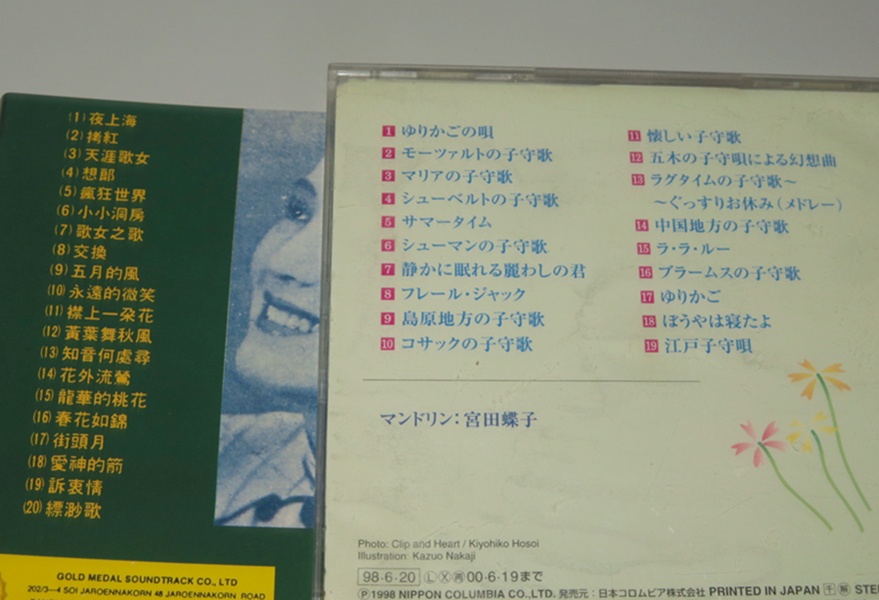 (1)夜上海
(2)拷紅
(3)天涯歌女
(4)想郎
(5)瘋狂世界
(6)小小洞房
(7)歌女之歌
(8)交換
(9)五月的風
(10)永遠的微笑
(11)襟上一朵花
(12)黃葉舞秋風
(13)知音何處尋
(14)花外流鶯
(15)龍華的桃花
(16)春花如錦
(17)街頭月
(18)愛神的箭
(19)訴衷情
(20)縹渺歌
GOLD MEDAL SOUNDTRACK CO., LTD
202/3-4 SOI JAROENNAKORN 48 JAROENNAKORN ROAD
1 ゆりかごの唄
2 モーツァルトの子守歌
3 マリアの子守歌
4 シューベルトの子守歌
5 サマータイム
6 シューマンの子守歌
7 静かに眠れる麗わしの君
8 フレール・ジャック
9 島原地方の子守歌
10 コサックの子守歌
11 懐しい子守歌
12 五木の子守唄による幻想曲
13 ラグタイムの子守歌〜
〜ぐっすりお休み(メドレー)
14 中国地方の子守歌
15 ラ・ラ・ルー
16 ブラームスの子守歌
17 ゆりかご
18 ぼうやは寝たよ
19 江戸子守唄
マンドリン:宮田蝶子
Photo: Clip and Heart / Kiyohiko Hosoi
Illustration: Kazuo Nakaji
98・6・20 Ⓛ Ⓧ 00・6・19まで
Ⓟ1998 NIPPON COLUMBIA CO.,LTD. 発売元:日本コロムビア株式会社 PRINTED IN JAPAN